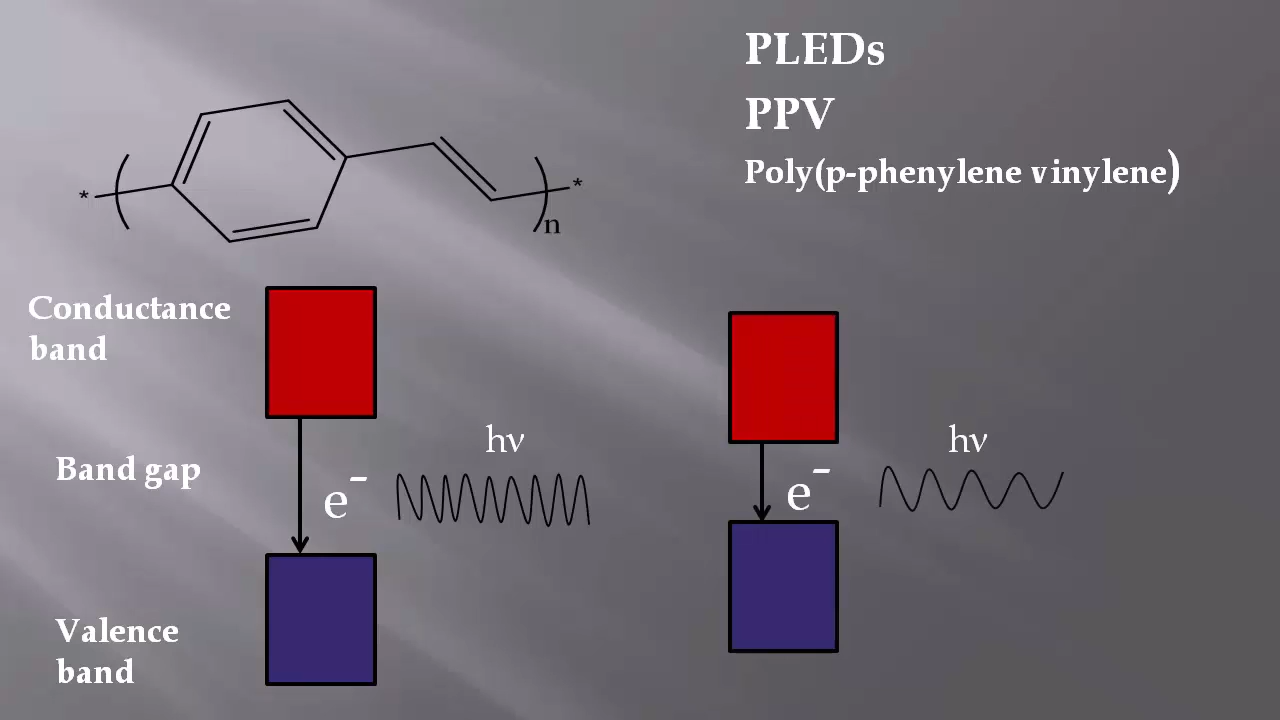 PLEDs
PPV
Poly(p-phenylene vinylene)
*
*
n
Conductance
band
hν
hν
Band gap
e⁻
e⁻
Valence
band